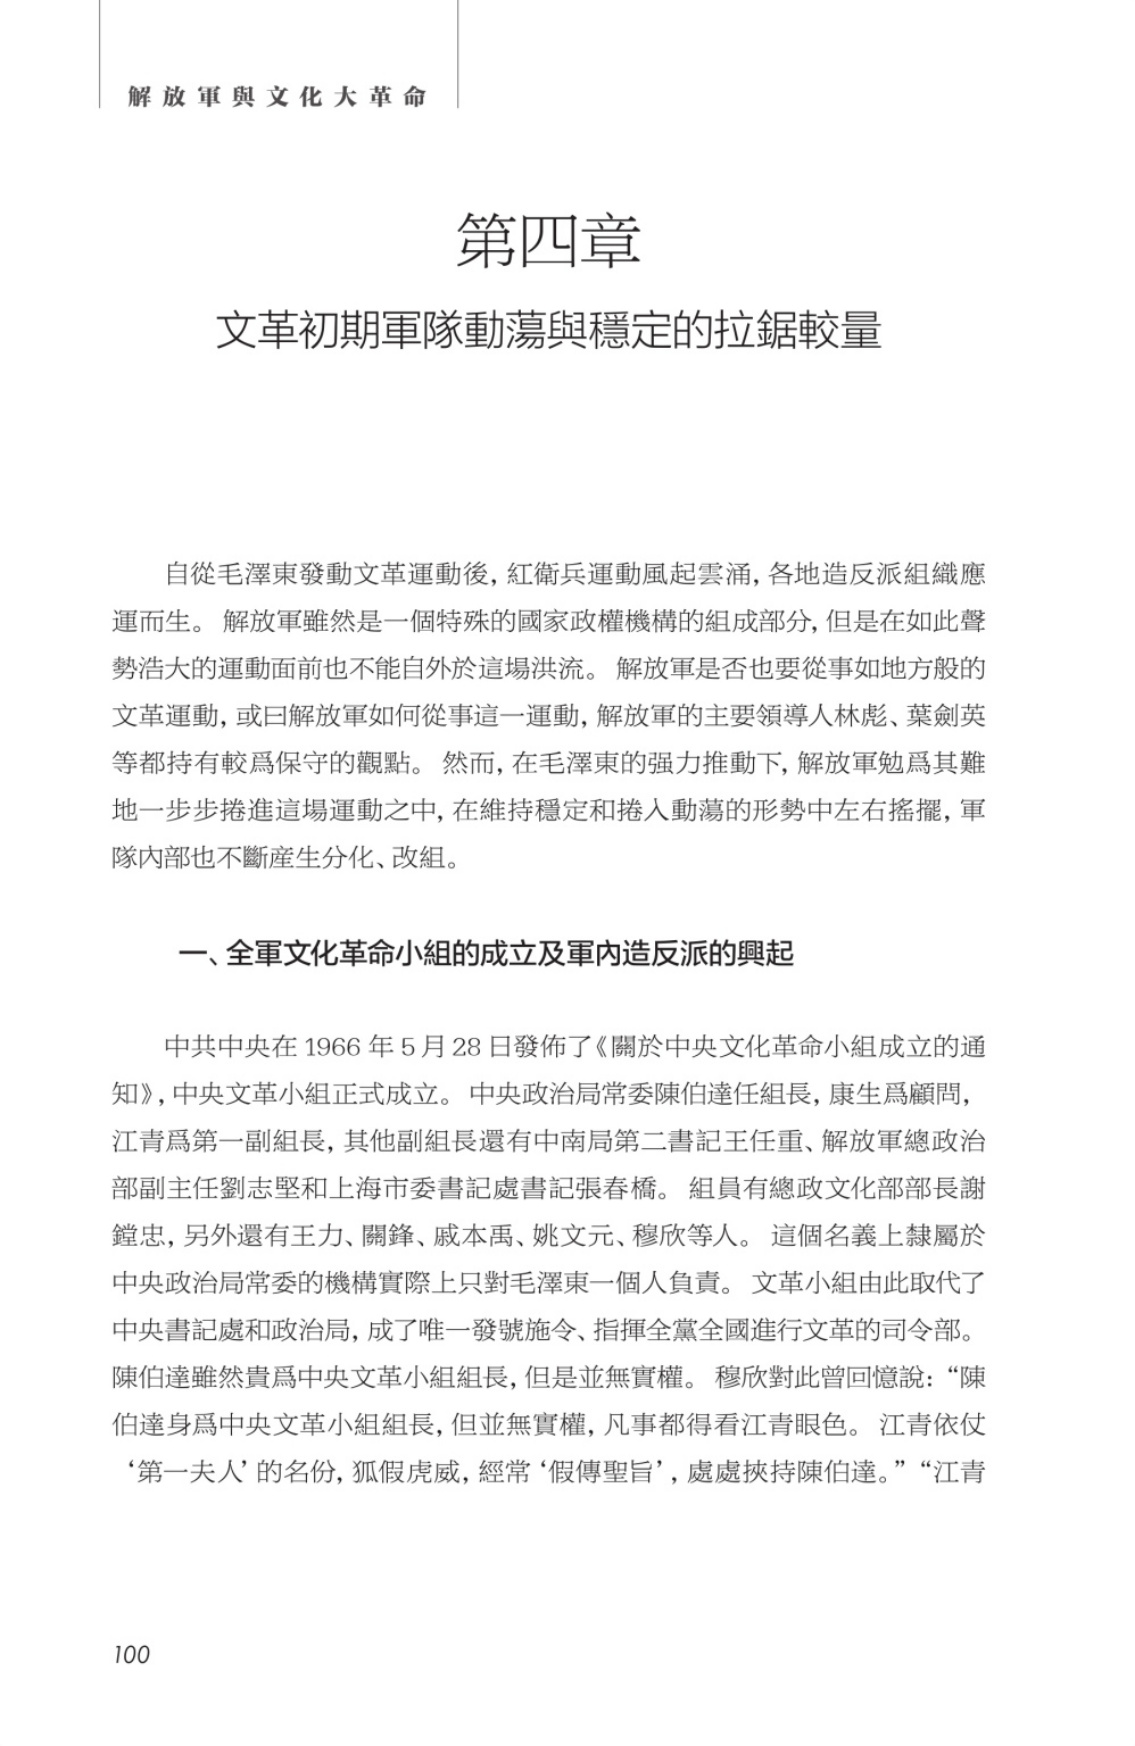 解放軍與文化大革命
第四章
文革初期軍隊動蕩與穩定的拉鋸較量
自從毛澤東發動文革運動後，紅衛兵運動風起雲涌，各地造反派組織應
運而生。 解放軍雖然是一個特殊的國家政權機構的組成部分，但是在如此聲
勢浩大的運動面前也不能自外於這場洪流。 解放軍是否也要從事如地方般的
文革運動，或曰解放軍如何從事這一運動，解放軍的主要領導人林彪、葉劍英
等都持有較爲保守的觀點。 然而，在毛澤東的强力推動下，解放軍勉爲其難
地一步步捲進這場運動之中，在維持穩定和捲入動蕩的形勢中左右搖擺，軍
隊內部也不斷産生分化、改組。
一、全軍文化革命小組的成立及軍內造反派的興起
中共中央在 1966 年 5 月 28 日發佈了《關於中央文化革命小組成立的通
知》，中央文革小組正式成立。 中央政治局常委陳伯達任組長，康生爲顧問，
江青爲第一副組長，其他副組長還有中南局第二書記王任重、解放軍總政治
部副主任劉志堅和上海市委書記處書記張春橋。 組員有總政文化部部長謝
鏜忠，另外還有王力、關鋒、戚本禹、姚文元、穆欣等人。 這個名義上隸屬於
中央政治局常委的機構實際上只對毛澤東一個人負責。 文革小組由此取代了
中央書記處和政治局，成了唯一發號施令、指揮全黨全國進行文革的司令部。
陳伯達雖然貴爲中央文革小組組長，但是並無實權。 穆欣對此曾回憶說：“陳
伯達身爲中央文革小組組長，但並無實權，凡事都得看江青眼色。 江青依仗
‘第一夫人’的名份，狐假虎威，經常‘假傳聖旨’，處處挾持陳伯達。”“江青
100